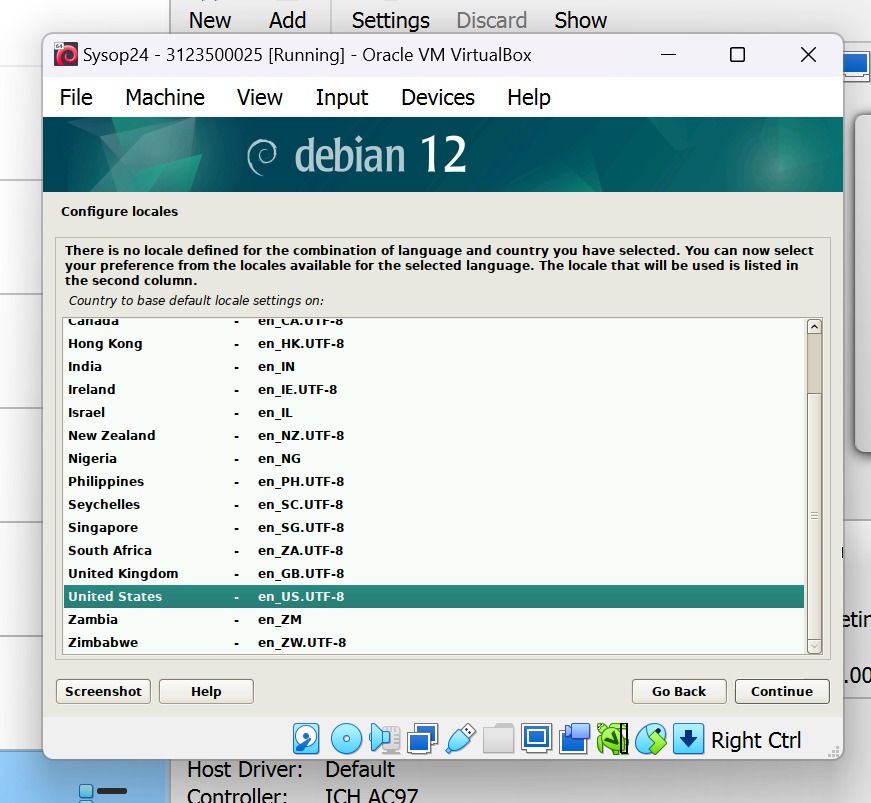 New Add Settings Discard Show
Sysop24 - 3123500025 [Running] - Oracle VM VirtualBox
File Machine View Input Devices Help
debian 12
Configure locales
There is no locale defined for the combination of language and country you have selected. You can now select
your preference from the locales available for the selected language. The locale that will be used is listed in
the second column.
Country to base default locale settings on:
Canada - en_CA.UTF-8
Hong Kong - en_HK.UTF-8
India - en_IN
Ireland - en_IE.UTF-8
Israel - en_IL
New Zealand - en_NZ.UTF-8
Nigeria - en_NG
Philippines - en_PH.UTF-8
Seychelles - en_SC.UTF-8
Singapore - en_SG.UTF-8
South Africa - en_ZA.UTF-8
United Kingdom - en_GB.UTF-8
United States - en_US.UTF-8
Zambia - en_ZM
Zimbabwe - en_ZW.UTF-8
Screenshot Help Go Back Continue
Right Ctrl
Host Driver: Default
Controller: ICH AC97